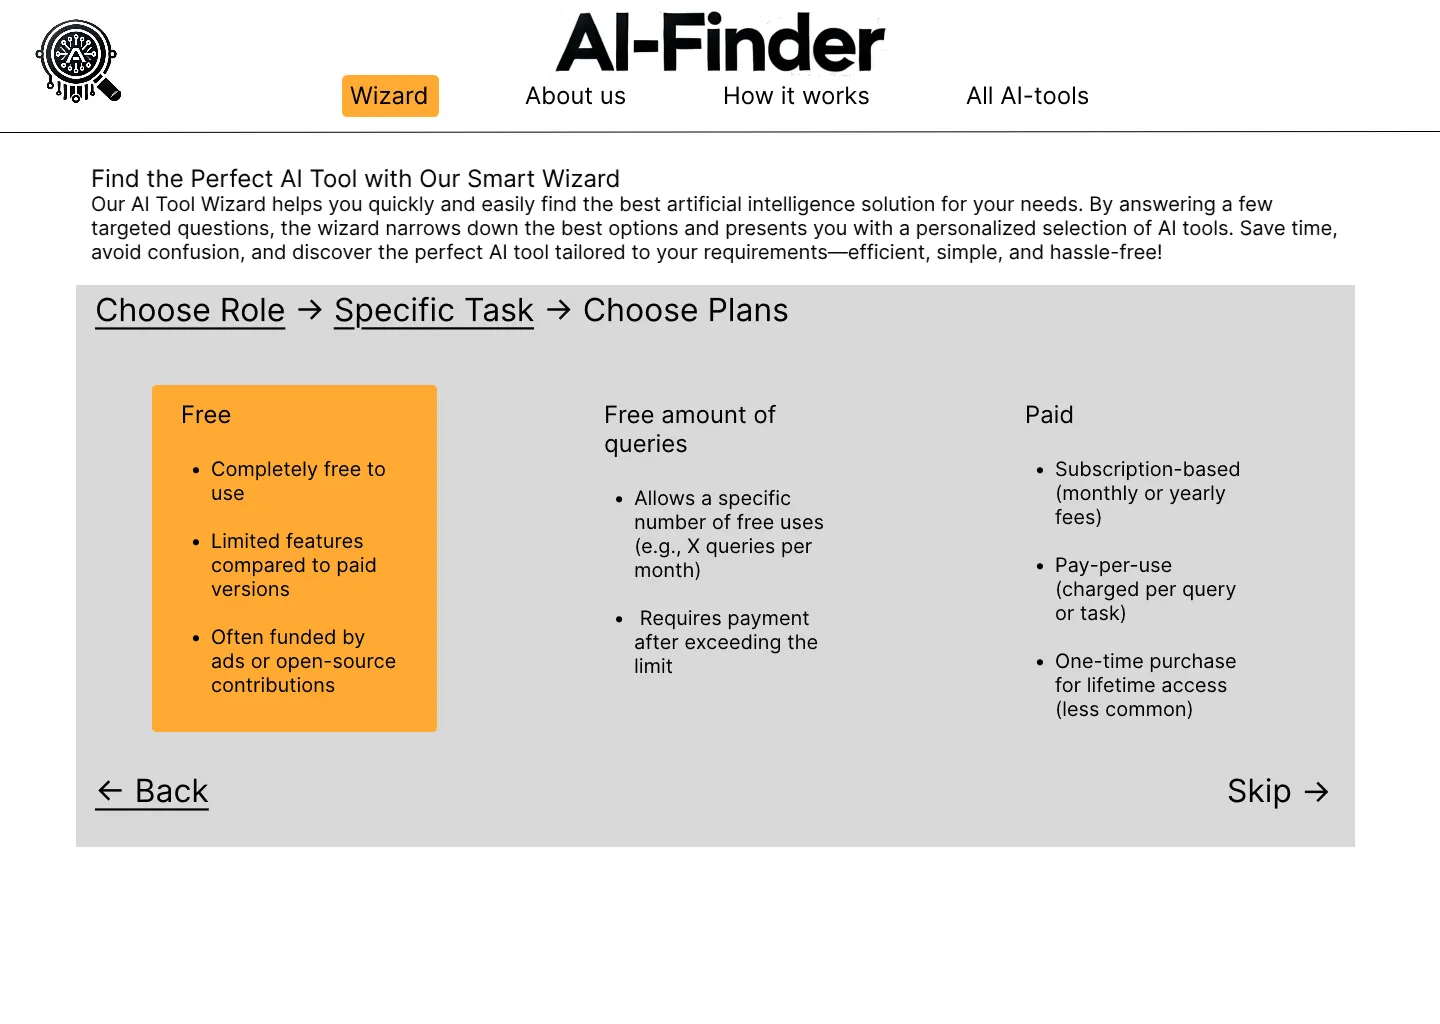 AI-Finder
Wizard
About us
How it works
All AI-tools
Find the Perfect AI Tool with Our Smart Wizard
Our AI Tool Wizard helps you quickly and easily find the best artificial intelligence solution for your needs. By answering a few
targeted questions, the wizard narrows down the best options and presents you with a personalized selection of AI tools. Save time,
avoid confusion, and discover the perfect AI tool tailored to your requirements—efficient, simple, and hassle-free!
Choose Role → Specific Task → Choose Plans
Free
• Completely free to
use
• Limited features
compared to paid
versions
• Often funded by
ads or open-source
contributions
Free amount of
queries
• Allows a specific
number of free uses
(e.g., X queries per
month)
• Requires payment
after exceeding the
limit
Paid
• Subscription-based
(monthly or yearly
fees)
• Pay-per-use
(charged per query
or task)
• One-time purchase
for lifetime access
(less common)
← Back
Skip →